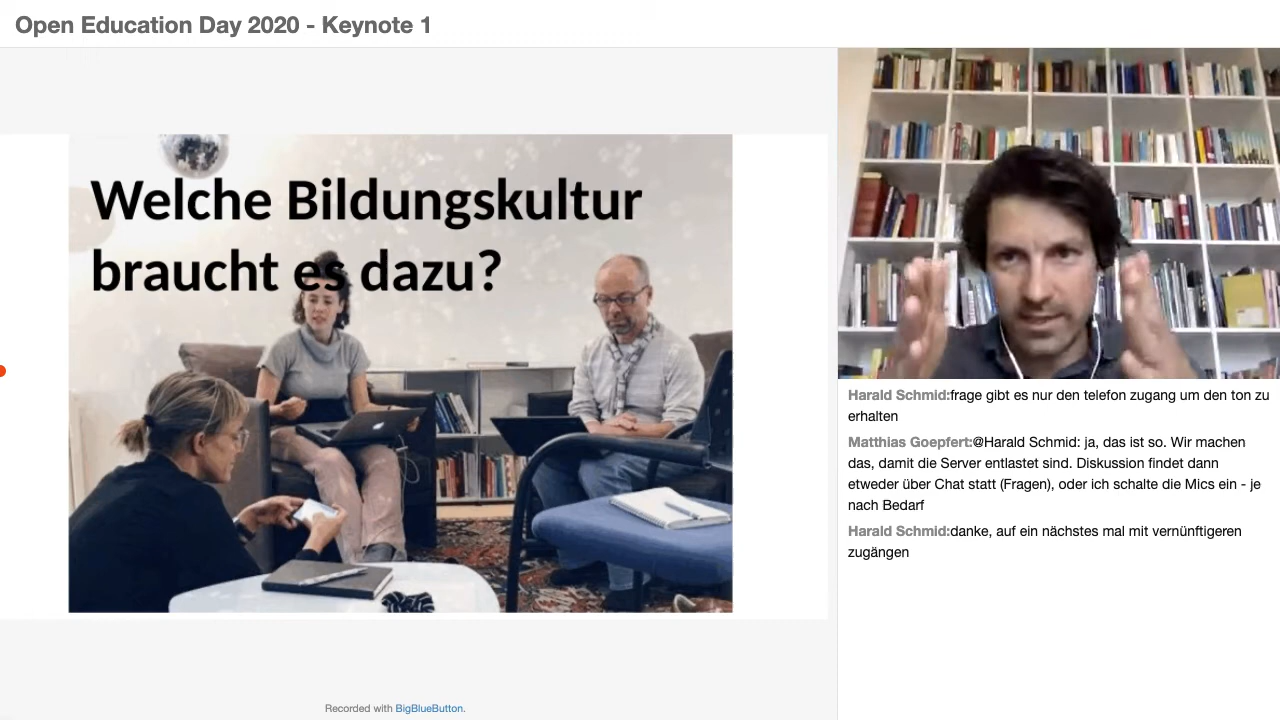 Open Education Day 2020 - Keynote 1
Welche Bildungskultur
braucht es dazu?
Harald Schmid:frage gibt es nur den telefon zugang um den ton zu
erhalten
Matthias Goepfert:@Harald Schmid: ja, das ist so. Wir machen
das, damit die Server entlastet sind. Diskussion findet dann
etweder über Chat statt (Fragen), oder ich schalte die Mics ein - je
nach Bedarf
Harald Schmid:danke, auf ein nächstes mal mit vernünftigeren
zugängen
Recorded with BigBlueButton.